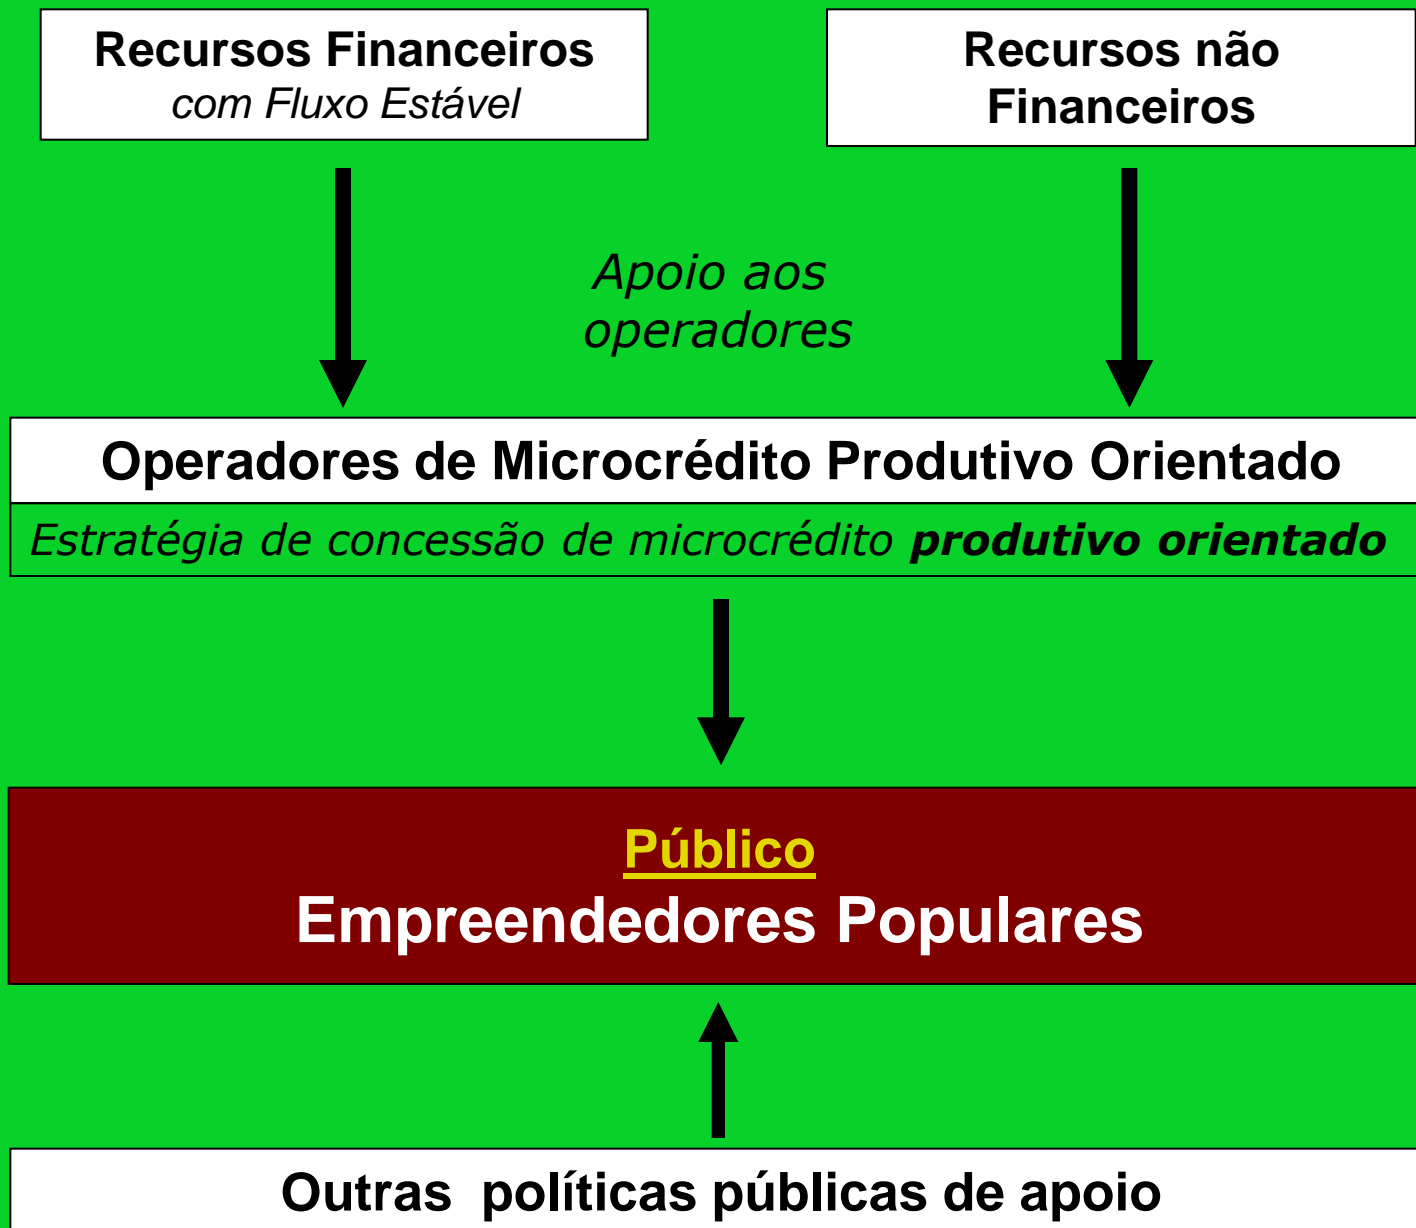 Recursos Financeiros
com Fluxo Estável
Recursos não
Financeiros
Apoio aos
operadores
Operadores de Microcrédito Produtivo Orientado
Estratégia de concessão de microcrédito produtivo orientado
Público
Empreendedores Populares
Outras políticas públicas de apoio